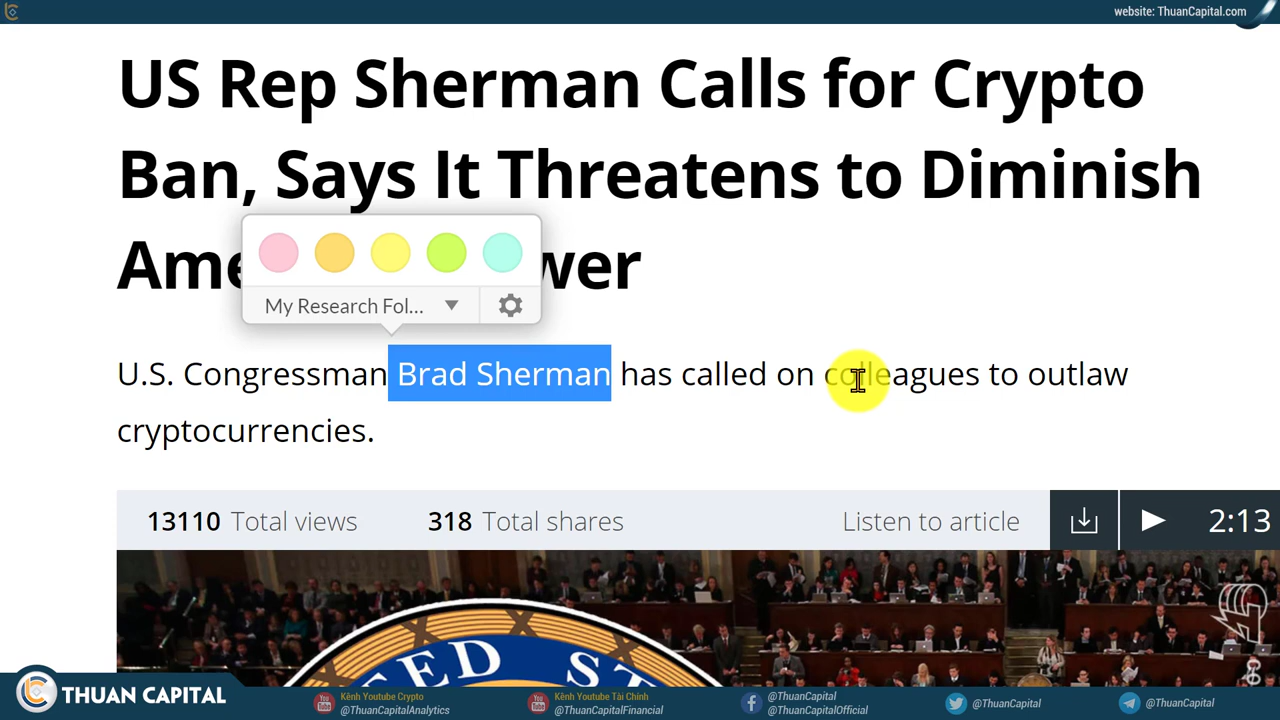 website: ThuanCapital.com
US Rep Sherman Calls for Crypto
Ban, Says It Threatens to Diminish
Ame wer
My Research Fol...
U.S. Congressman Brad Sherman has called on colleagues to outlaw
cryptocurrencies.
13110 Total views 318 Total shares Listen to article 2:13
ED ST
THUAN CAPITAL
Kênh Youtube Crypto
@ThuanCapitalAnalytics
Kênh Youtube Tài Chính
@ThuanCapitalFinancial
@ThuanCapital
@ThuanCapitalOfficial
@ThuanCapital
@ThuanCapital